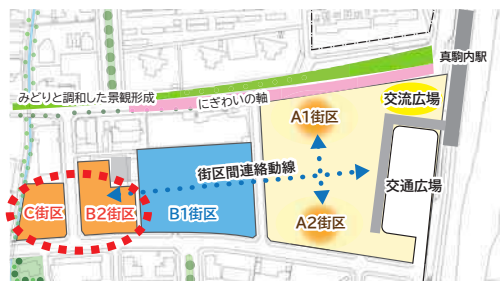 真駒内駅
みどりと調和した景観形成
にぎわいの軸
交流広場
A1街区
街区間連絡動線
交通広場
C街区
B2街区
B1街区
A2街区